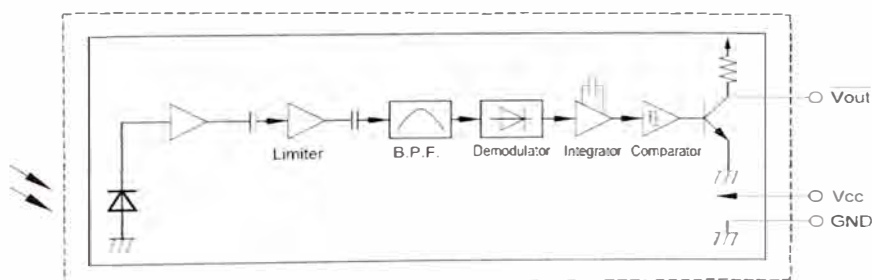 Vout
Limiter
B.P.F.
Demodulator
Integrator
Comparator
Vcc
GND